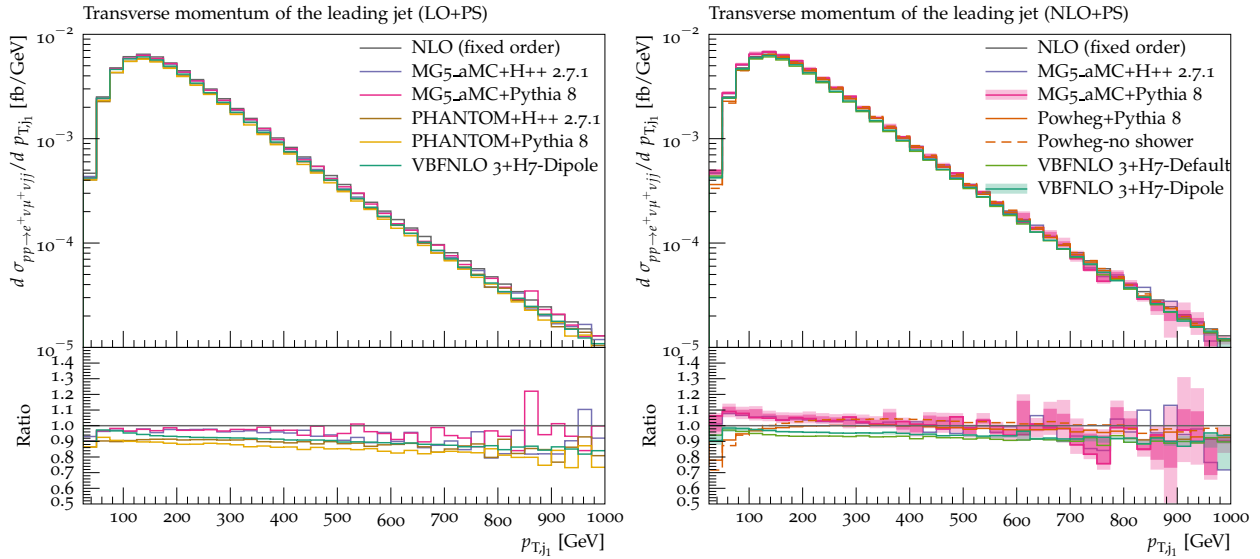 Transverse momentum of the leading jet (LO+PS)
d σpp→e+νμ+νjj/d pT,j1 [fb/GeV]
10−2
10−3
10−4
10−5
NLO (fixed order)
MG5_aMC+H++ 2.7.1
MG5_aMC+Pythia 8
PHANTOM+H++ 2.7.1
PHANTOM+Pythia 8
VBFNLO 3+H7-Dipole
Ratio
1.4
1.3
1.2
1.1
1.0
0.9
0.8
0.7
0.6
0.5
100 200 300 400 500 600 700 800 900 1000
pT,j1 [GeV]
Transverse momentum of the leading jet (NLO+PS)
d σpp→e+νμ+νjj/d pT,j1 [fb/GeV]
10−2
10−3
10−4
10−5
NLO (fixed order)
MG5_aMC+H++ 2.7.1
MG5_aMC+Pythia 8
Powheg+Pythia 8
Powheg-no shower
VBFNLO 3+H7-Default
VBFNLO 3+H7-Dipole
Ratio
1.4
1.3
1.2
1.1
1.0
0.9
0.8
0.7
0.6
0.5
100 200 300 400 500 600 700 800 900 1000
pT,j1 [GeV]